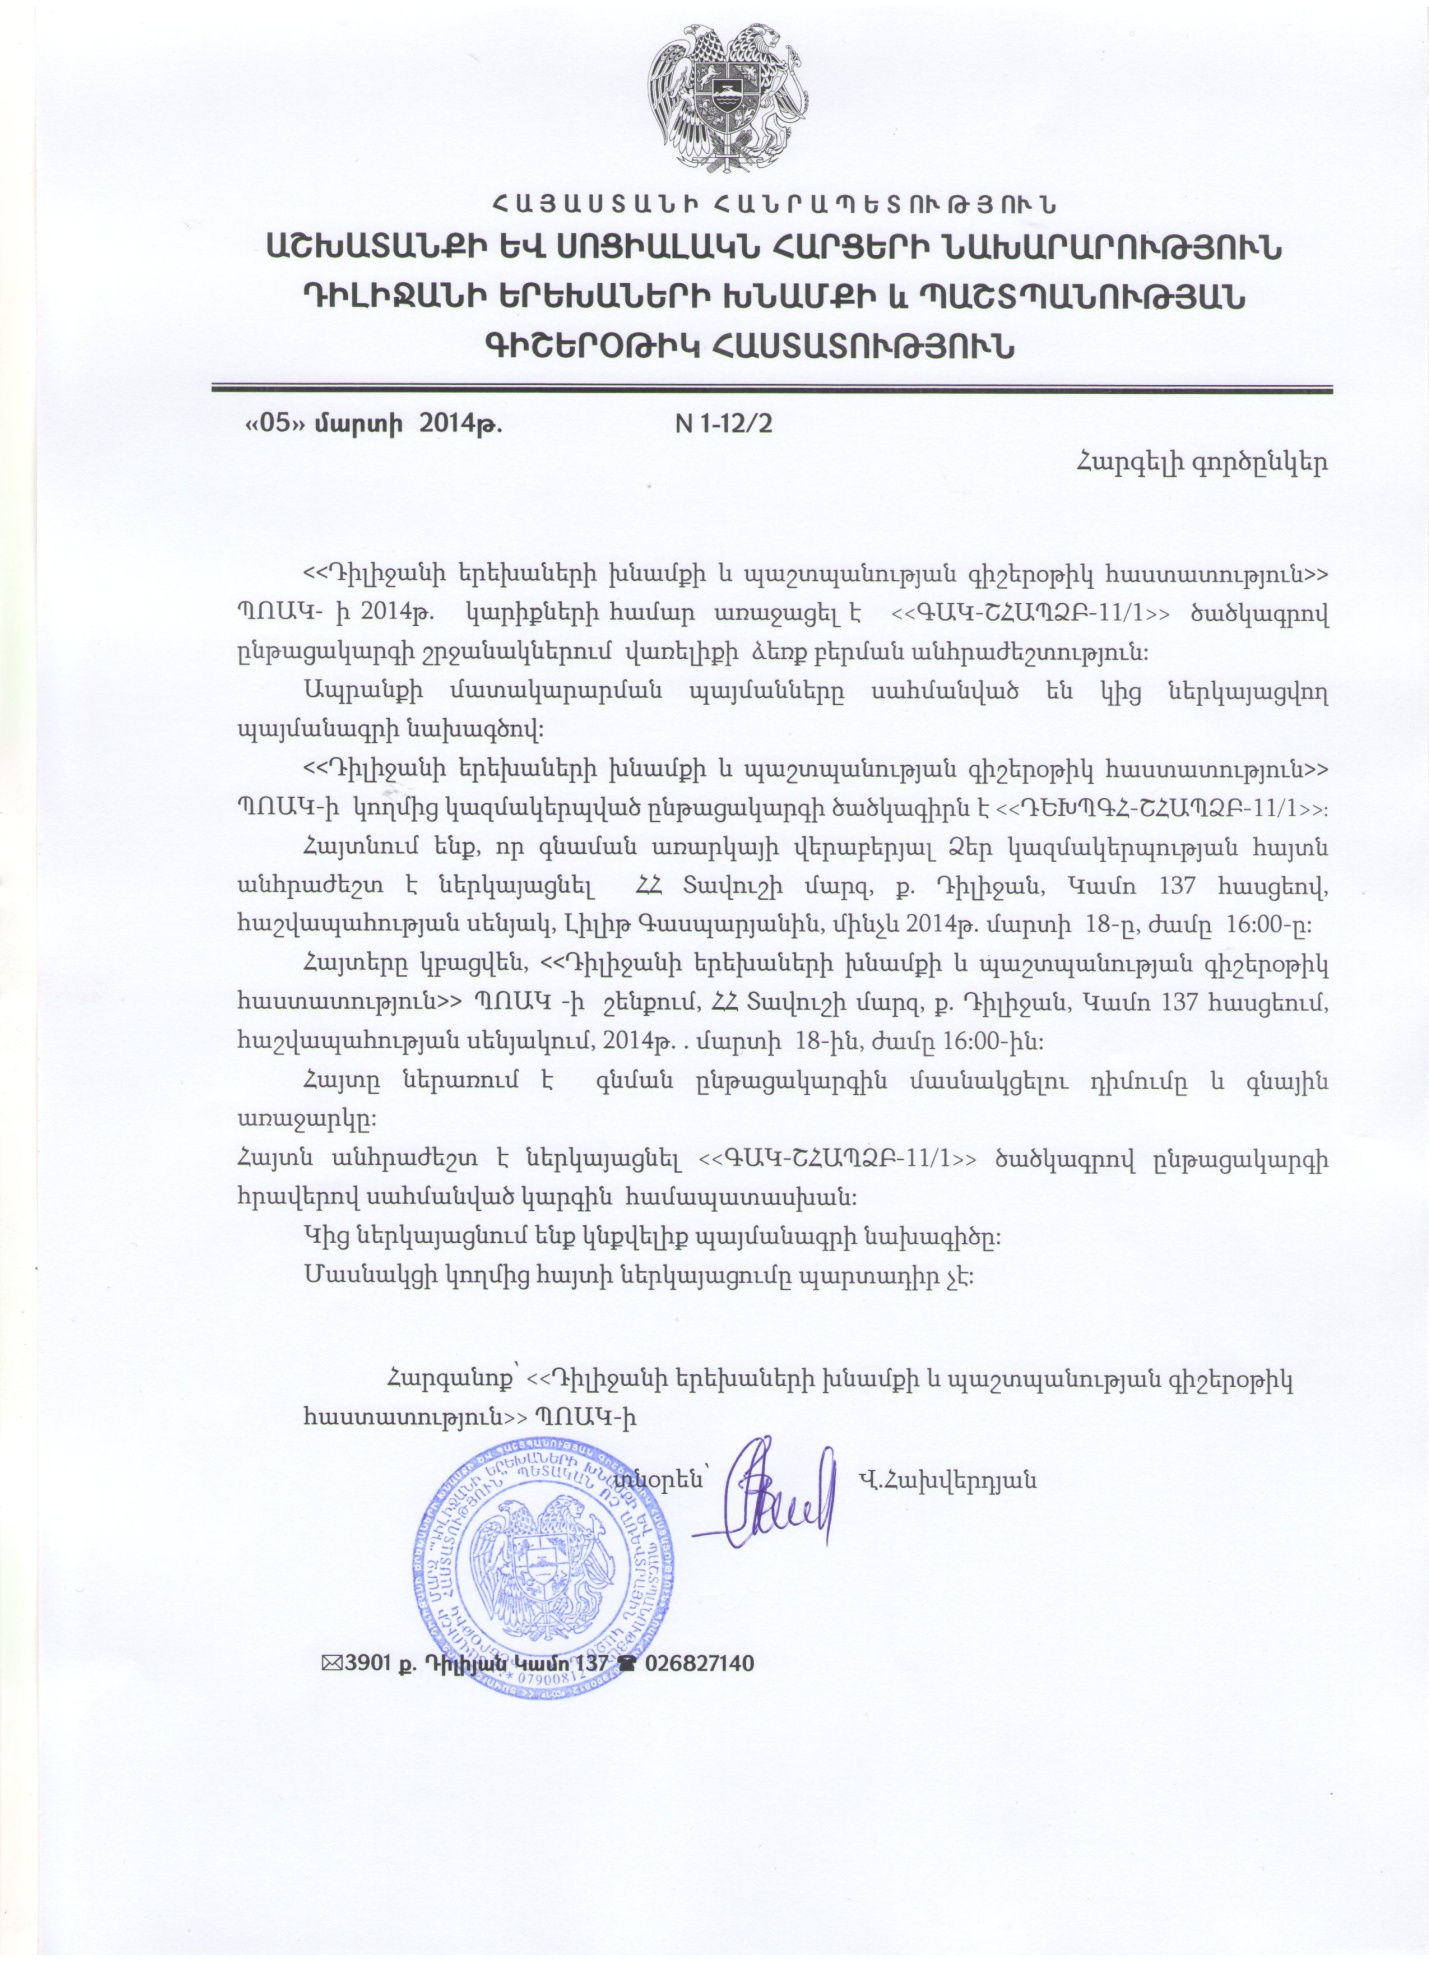 ՀԱՅԱՍՏԱՆԻ ՀԱՆՐԱՊԵՏՈՒԹՅՈՒՆ
ԱՇԽԱՏԱՆՔԻ ԵՎ ՍՈՑԻԱԼԱԿՆ ՀԱՐՑԵՐԻ ՆԱԽԱՐԱՐՈՒԹՅՈՒՆ
ԴԻԼԻՋԱՆԻ ԵՐԵԽԱՆԵՐԻ ԽՆԱՄՔԻ և ՊԱՇՏՊԱՆՈՒԹՅԱՆ
ԳԻՇԵՐՕԹԻԿ ՀԱՍՏԱՏՈՒԹՅՈՒՆ
«05» մարտի 2014թ. N 1-12/2
Հարգելի գործընկեր
<<Դիլիջանի երեխաների խնամքի և պաշտպանության գիշերօթիկ հաստատություն>>
ՊՈԱԿ- ի 2014թ. կարիքների համար առաջացել է <<ԳԱԿ-ՇՀԱՊՁԲ-11/1>> ծածկագրով
ընթացակարգի շրջանակներում վառելիքի ձեռք բերման անհրաժեշտություն:
Ապրանքի մատակարարման պայմանները սահմանված են կից ներկայացվող
պայմանագրի նախագծով:
<<Դիլիջանի երեխաների խնամքի և պաշտպանության գիշերօթիկ հաստատություն>>
ՊՈԱԿ-ի կողմից կազմակերպված ընթացակարգի ծածկագիրն է <<ԴԵԽՊԳՀ-ՇՀԱՊՁԲ-11/1>>:
Հայտնում ենք, որ գնաման առարկայի վերաբերյալ Ձեր կազմակերպության հայտն
անհրաժեշտ է ներկայացնել ՀՀ Տավուշի մարզ, ք. Դիլիջան, Կամո 137 հասցեով,
հաշվապահության սենյակ, Լիլիթ Գասպարյանին, մինչև 2014թ. մարտի 18-ը, ժամը 16:00-ը:
Հայտերը կբացվեն, <<Դիլիջանի երեխաների խնամքի և պաշտպանության գիշերօթիկ
հաստատություն>> ՊՈԱԿ -ի շենքում, ՀՀ Տավուշի մարզ, ք. Դիլիջան, Կամո 137 հասցեում,
հաշվապահության սենյակում, 2014թ. . մարտի 18-ին, ժամը 16:00-ին:
Հայտը ներառում է գնման ընթացակարգին մասնակցելու դիմումը և գնային
առաջարկը:
Հայտն անհրաժեշտ է ներկայացնել <<ԳԱԿ-ՇՀԱՊՁԲ-11/1>> ծածկագրով ընթացակարգի
հրավերով սահմանված կարգին համապատասխան:
Կից ներկայացնում ենք կնքվելիք պայմանագրի նախագիծը:
Մասնակցի կողմից հայտի ներկայացումը պարտադիր չէ:
Հարգանոք՝ <<Դիլիջանի երեխաների խնամքի և պաշտպանության գիշերօթիկ
հաստատություն>> ՊՈԱԿ-ի
տնօրեն՝ Վ.Հախվերդյան
3901 ք. Դիլիյան Կամո 137 026827140